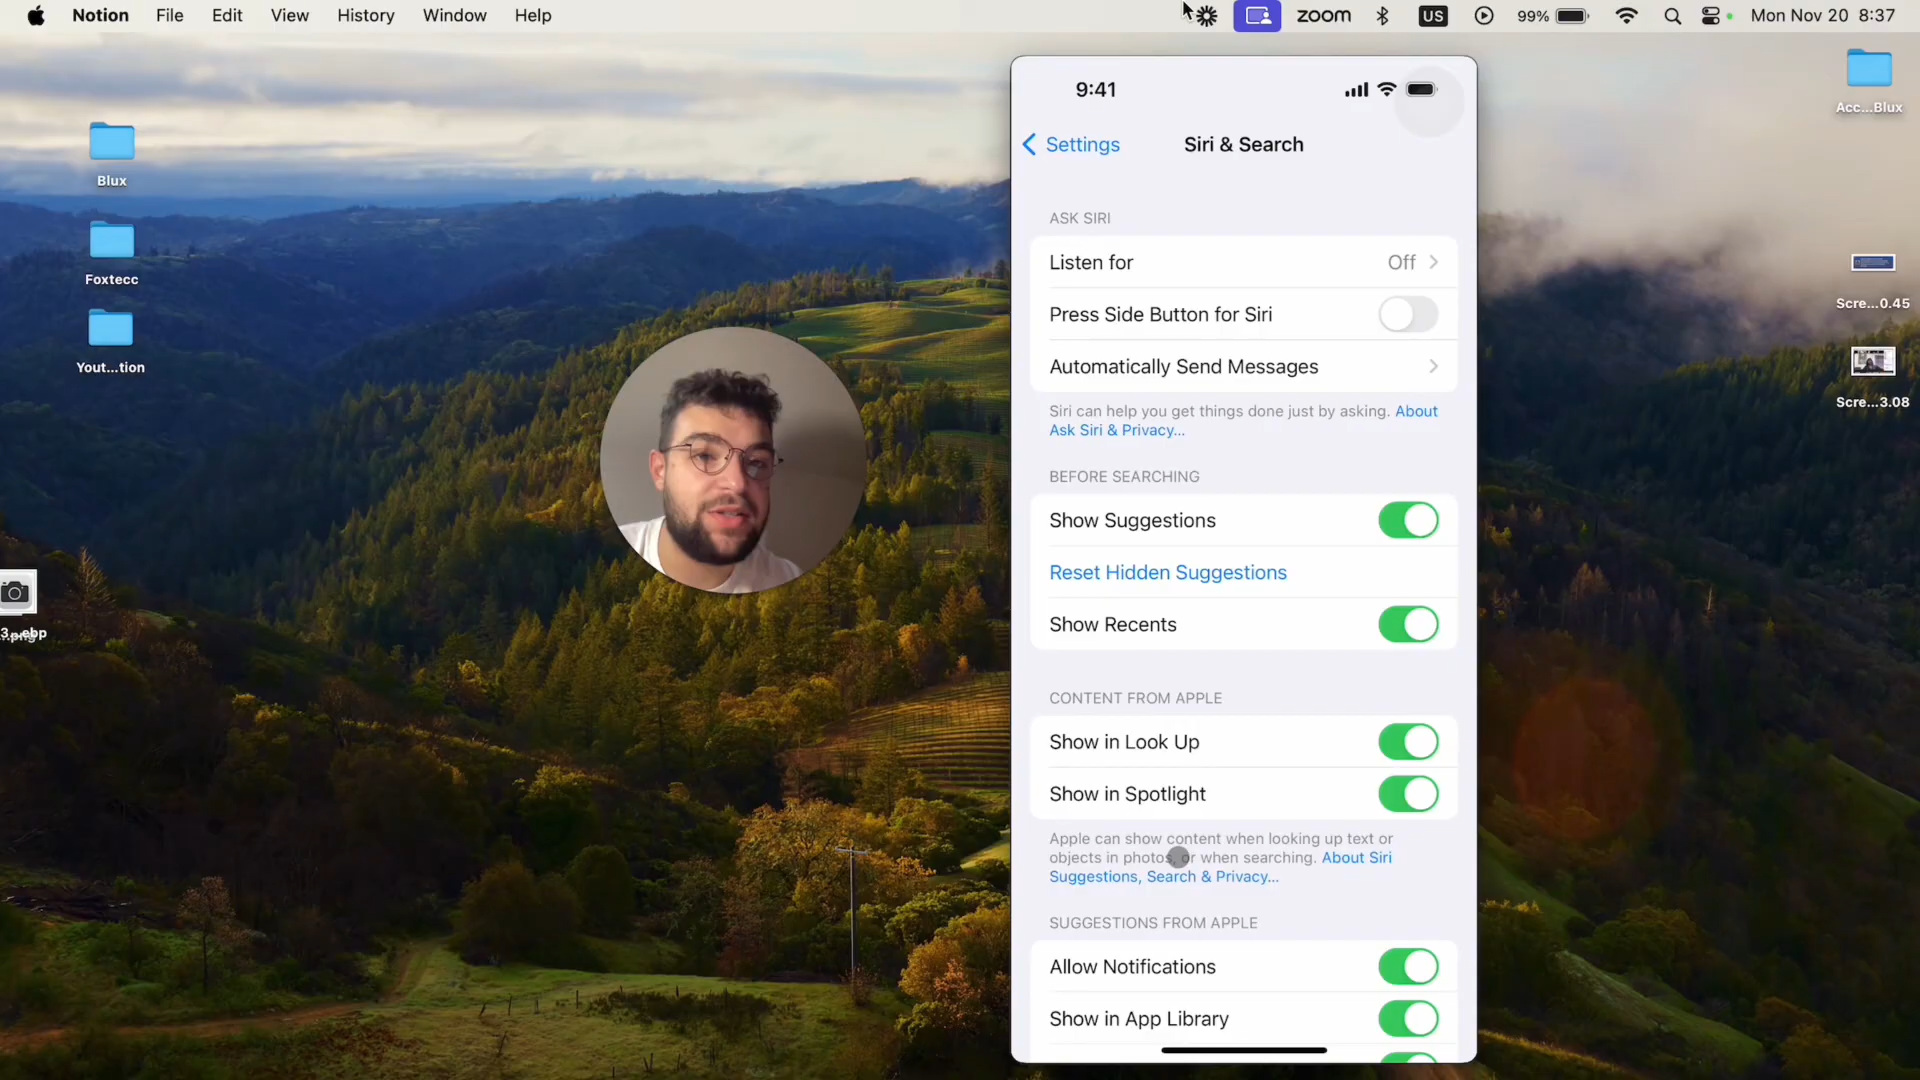 Notion File Edit View History Window Help zoom US 99% Mon Nov 20 8:37
Blux
Foxtecc
Yout...tion
Acc...Blux
Scre...0.45
Scre...3.08
9:41
Settings Siri & Search
ASK SIRI
Listen for Off
Press Side Button for Siri
Automatically Send Messages
Siri can help you get things done just by asking. About
Ask Siri & Privacy...
BEFORE SEARCHING
Show Suggestions
Reset Hidden Suggestions
Show Recents
CONTENT FROM APPLE
Show in Look Up
Show in Spotlight
Apple can show content when looking up text or
objects in photos, or when searching. About Siri
Suggestions, Search & Privacy...
SUGGESTIONS FROM APPLE
Allow Notifications
Show in App Library